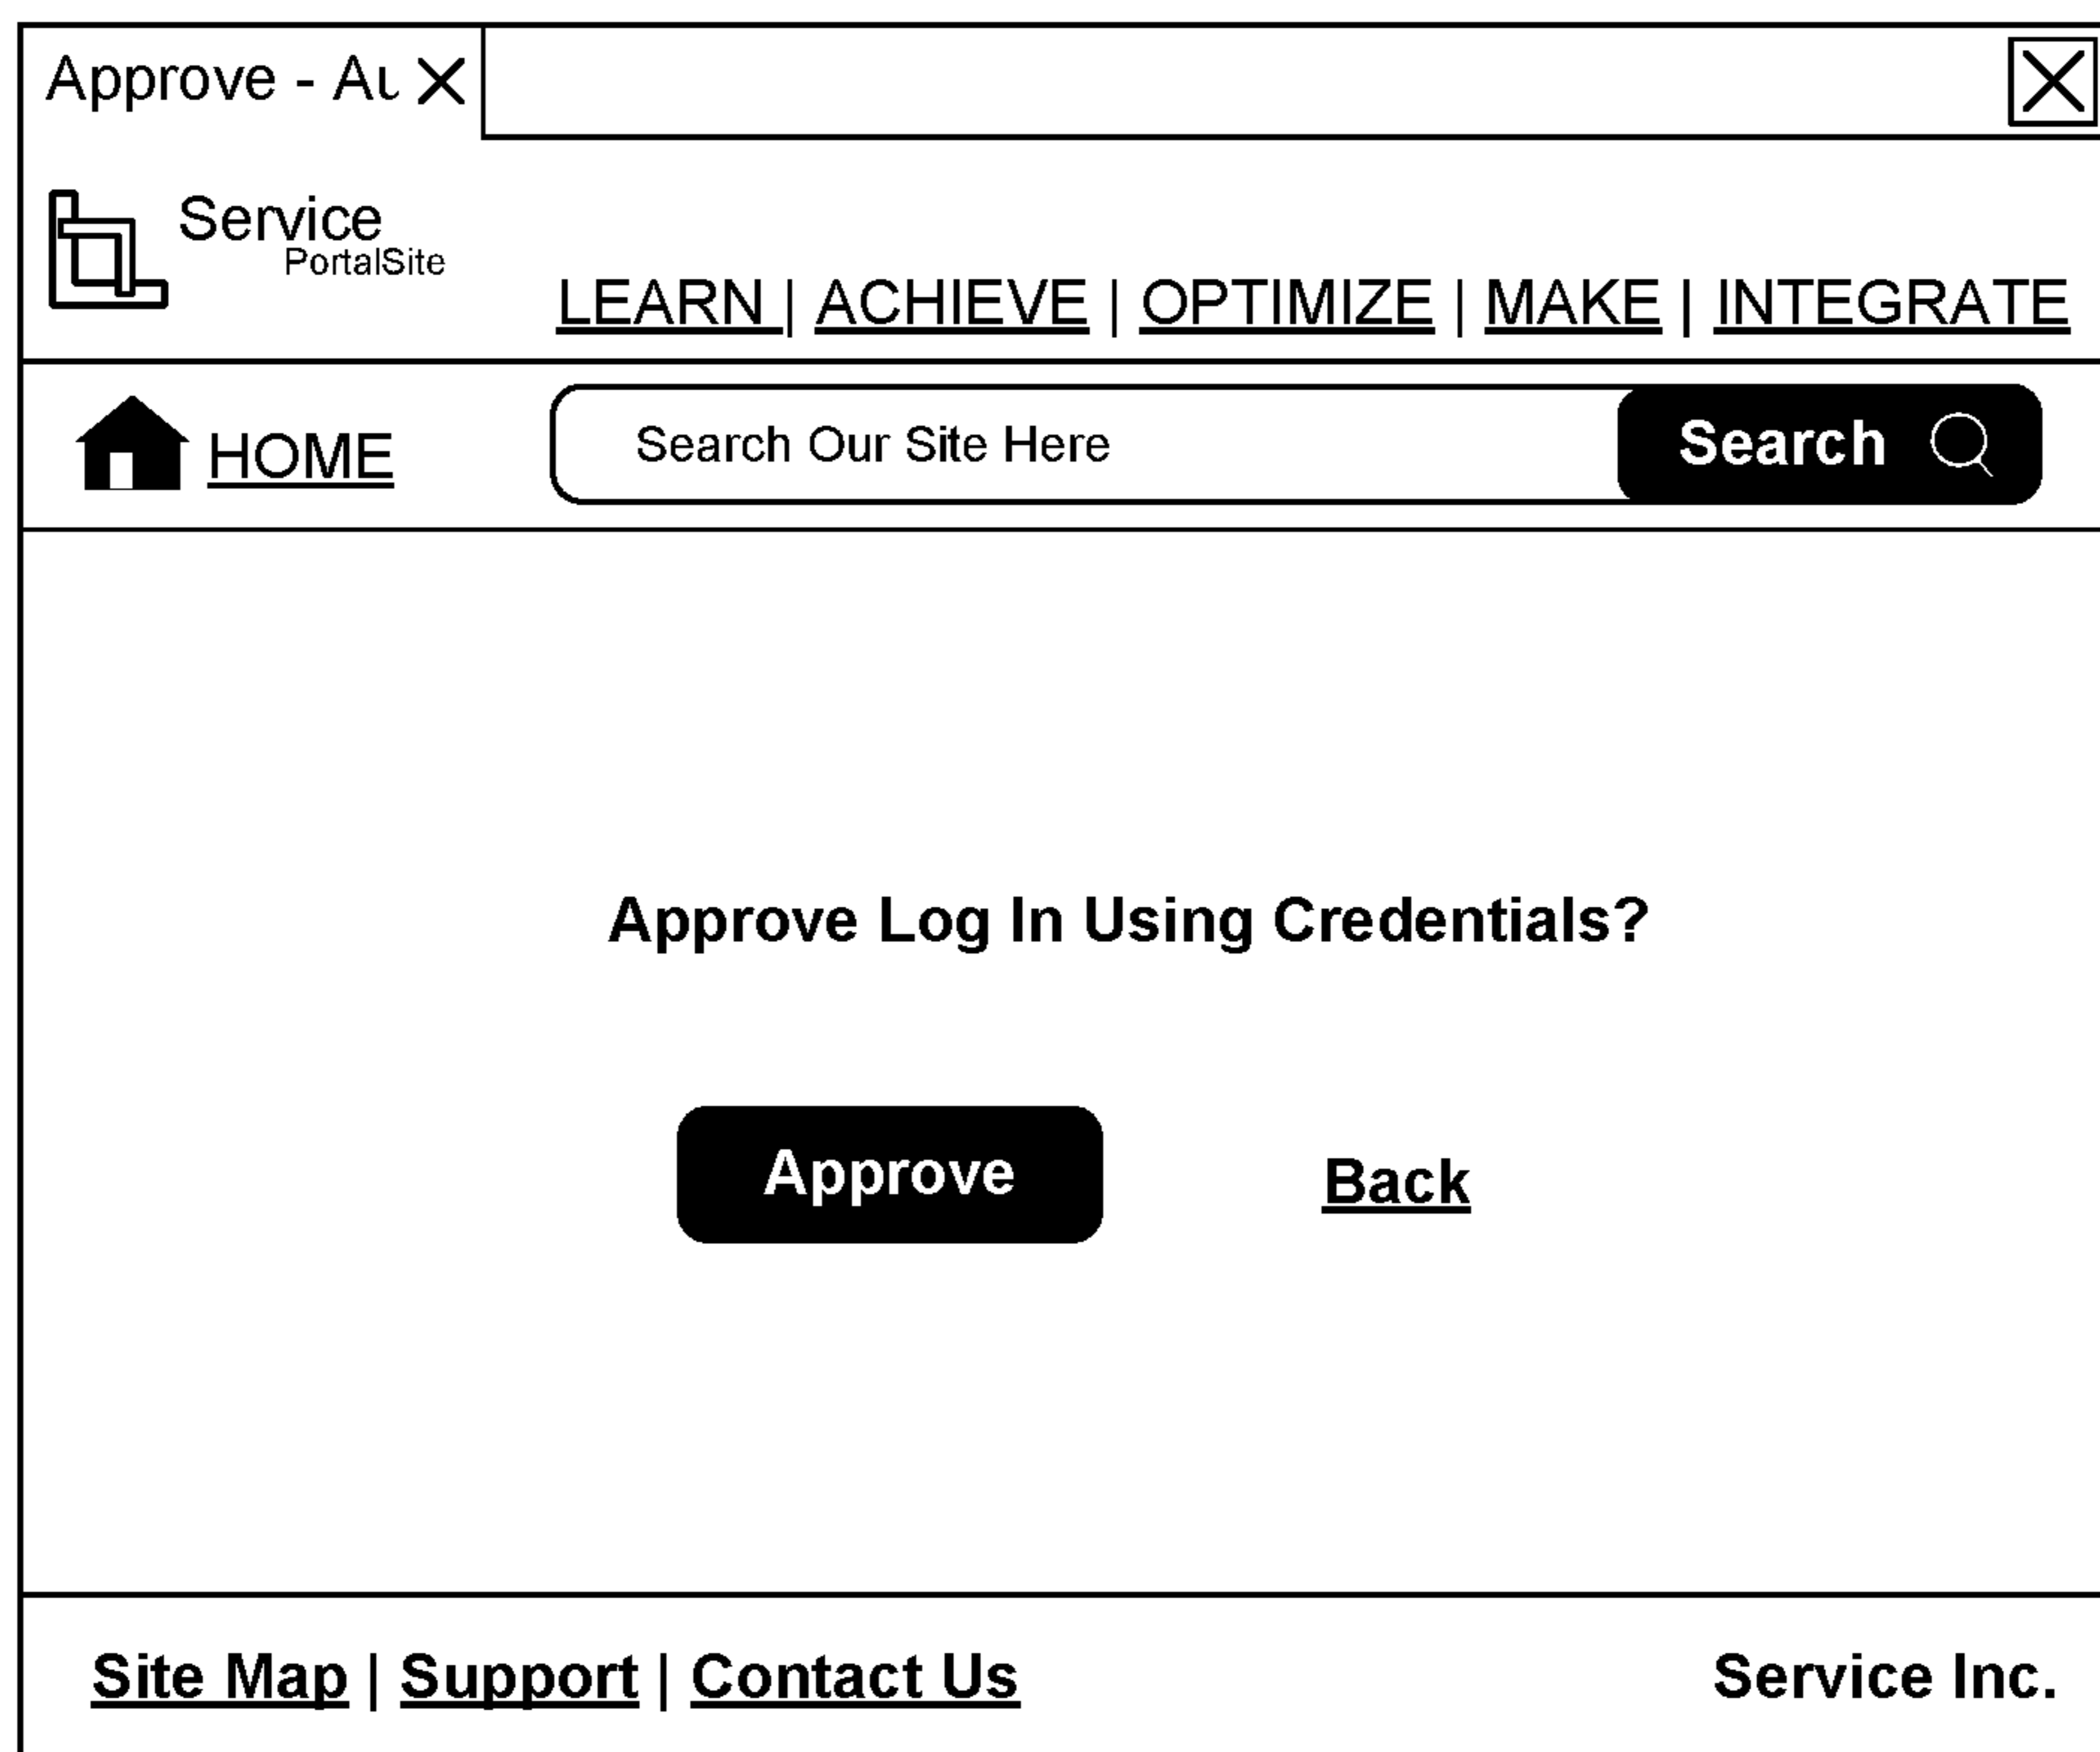 Approve - Au
Service
PortalSite
LEARN | ACHIEVE | OPTIMIZE | MAKE | INTEGRATE
HOME
Search Our Site Here
Search
Approve Log In Using Credentials?
Approve
Back
Site Map | Support | Contact Us
Service Inc.